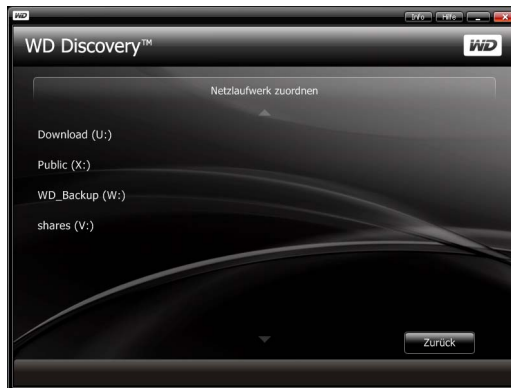 WD Info Hilfe
WD Discovery™ WD
Netzlaufwerk zuordnen
Download (U:)
Public (X:)
WD_Backup (W:)
shares (V:)
Zurück